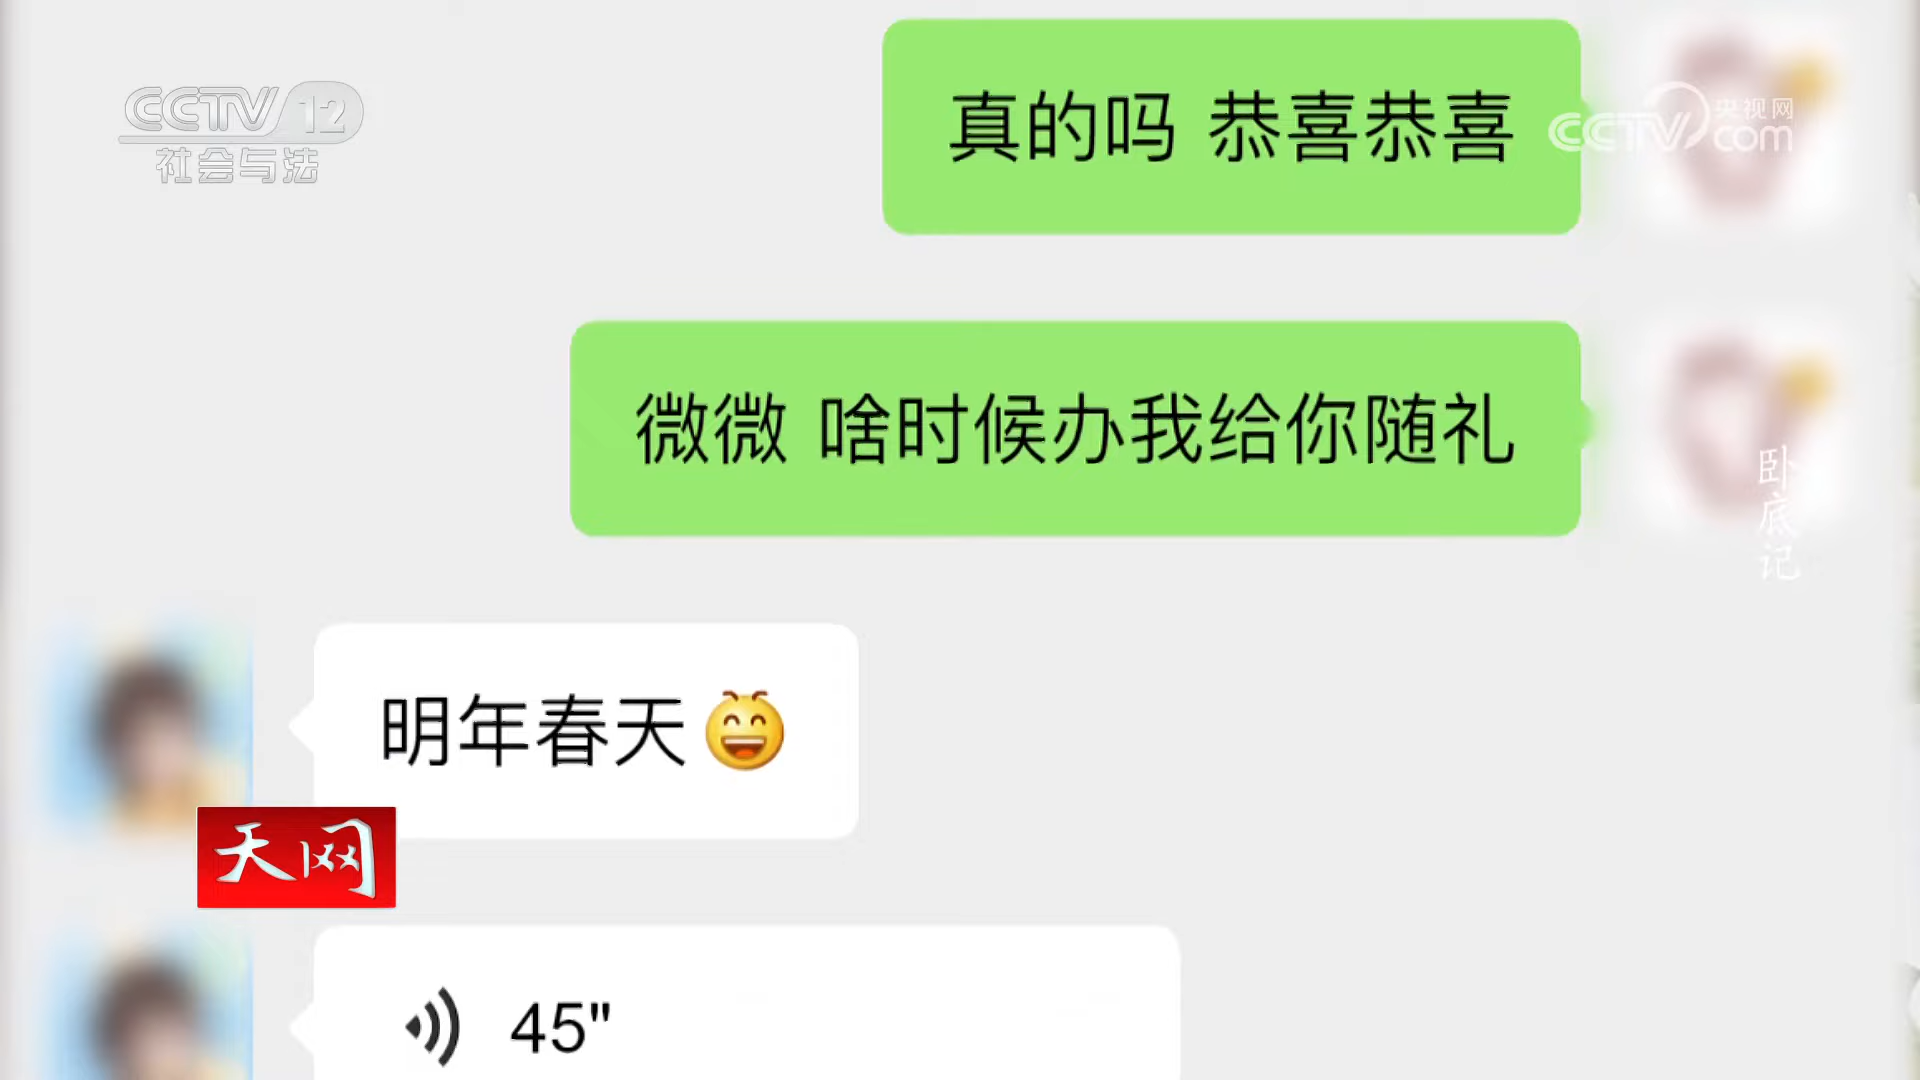 CCTV 12
社会与法
真的吗 恭喜恭喜
央视网
CCTV com
微微 啥时候办我给你随礼
卧底记
明年春天
天网
45"